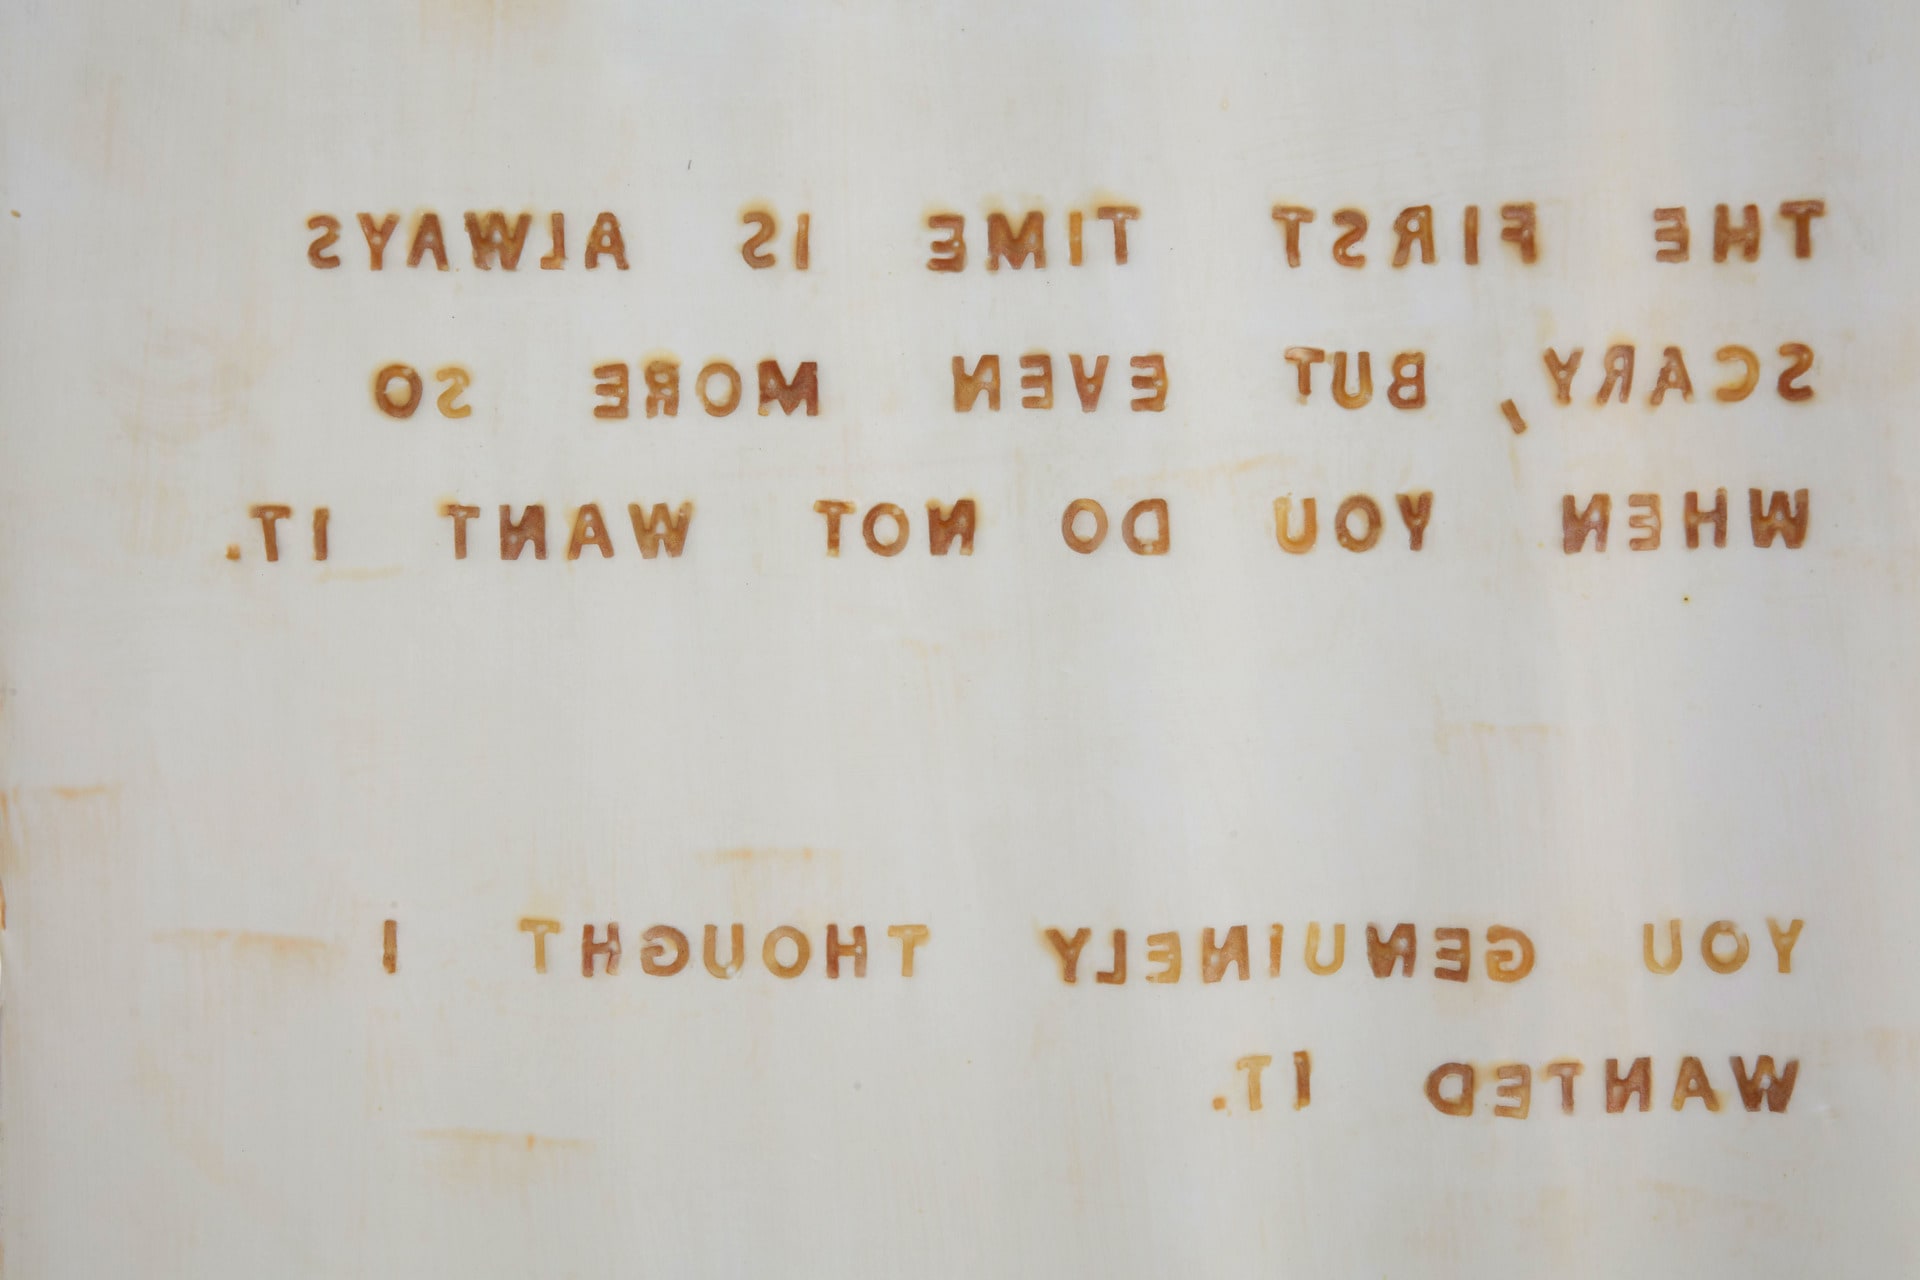 THE FIRST TIME IS ALWAYS
SCARY, BUT EVEN MORE SO
WHEN YOU DO NOT WANT IT.
YOU GENUINELY THOUGHT I
WANTED IT.